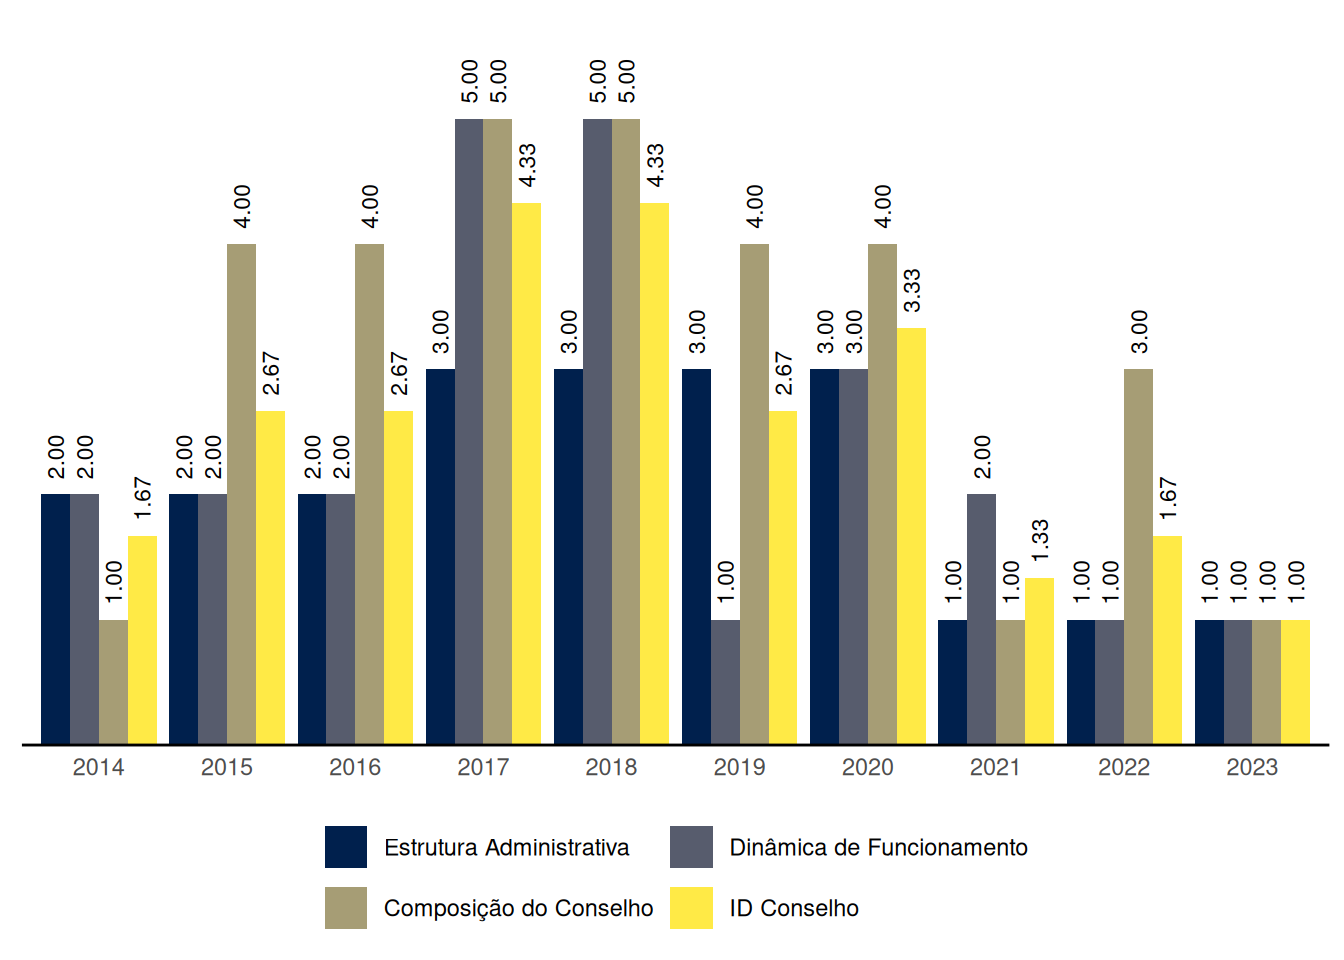 5.00 5.00 5.00 5.00
4.33 4.33
4.00 4.00 4.00 4.00
3.33
3.00 3.00 3.00 3.00 3.00 3.00
2.67 2.67 2.67
2.00 2.00 2.00 2.00 2.00 2.00 2.00
1.67 1.67
1.33
1.00 1.00 1.00 1.00 1.00 1.00 1.00 1.00 1.00 1.00
2014 2015 2016 2017 2018 2019 2020 2021 2022 2023
Estrutura Administrativa Dinâmica de Funcionamento
Composição do Conselho ID Conselho